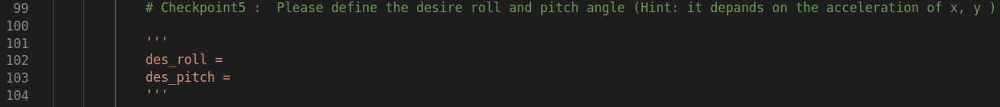 99 # Checkpoint5 :  Please define the desire roll and pitch angle (Hint: it depands on the acceleration of x, y )
100
101 '''
102 des_roll =
103 des_pitch =
104 '''